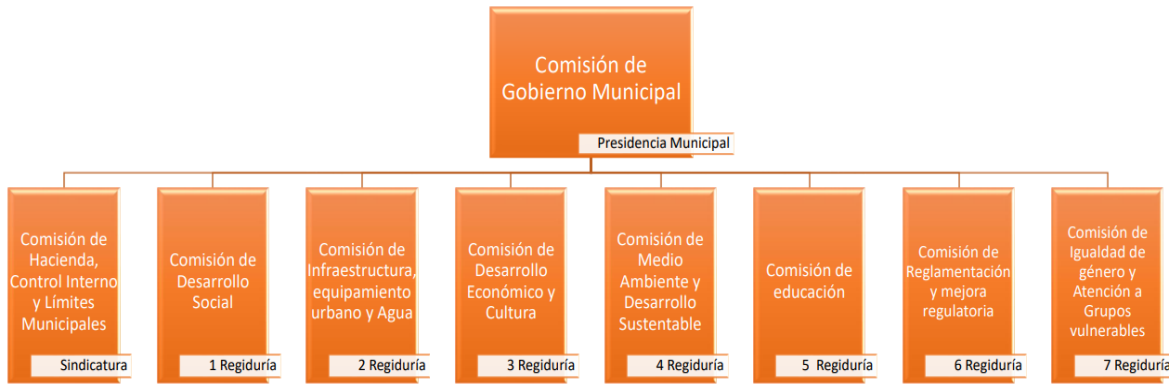 Comisión de
Gobierno Municipal
Presidencia Municipal
Comisión de
Hacienda,
Control Interno
y Límites
Municipales
Sindicatura
Comisión de
Desarrollo
Social
1 Regiduría
Comisión de
Infraestructura,
equipamiento
urbano y Agua
2 Regiduría
Comisión de
Desarrollo
Económico y
Cultura
3 Regiduría
Comisión de
Medio
Ambiente y
Desarrollo
Sustentable
4 Regiduría
Comisión de
educación
5 Regiduría
Comisión de
Reglamentación
y mejora
regulatoria
6 Regiduría
Comisión de
Igualdad de
género y
Atención a
Grupos
vulnerables
7 Regiduría